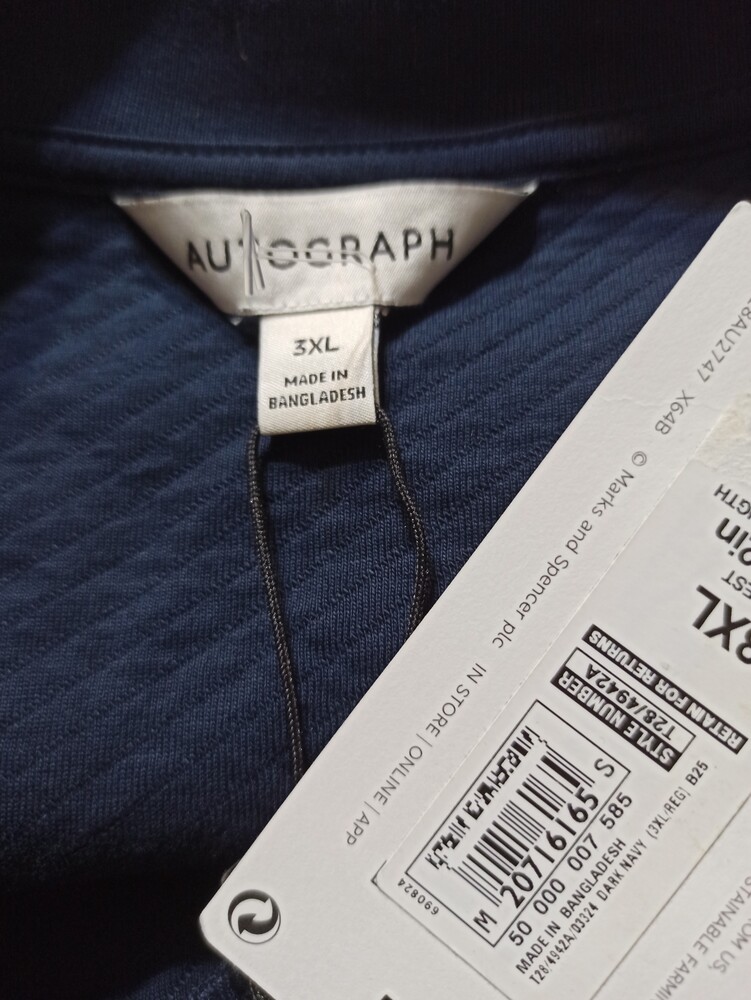 AUTOGRAPH
3XL
MADE IN
BANGLADESH
8AU2747 X64B © Marks and Spencer plc IN STORE | ONLINE | APP
3XL
RETAIN FOR RETURNS
STYLE NUMBER
T28/4942A
690824
M 20716165 S
50 000 007 585
MADE IN BANGLADESH
T28/4942A/03324 DARK NAVY (3XL/REG) B25